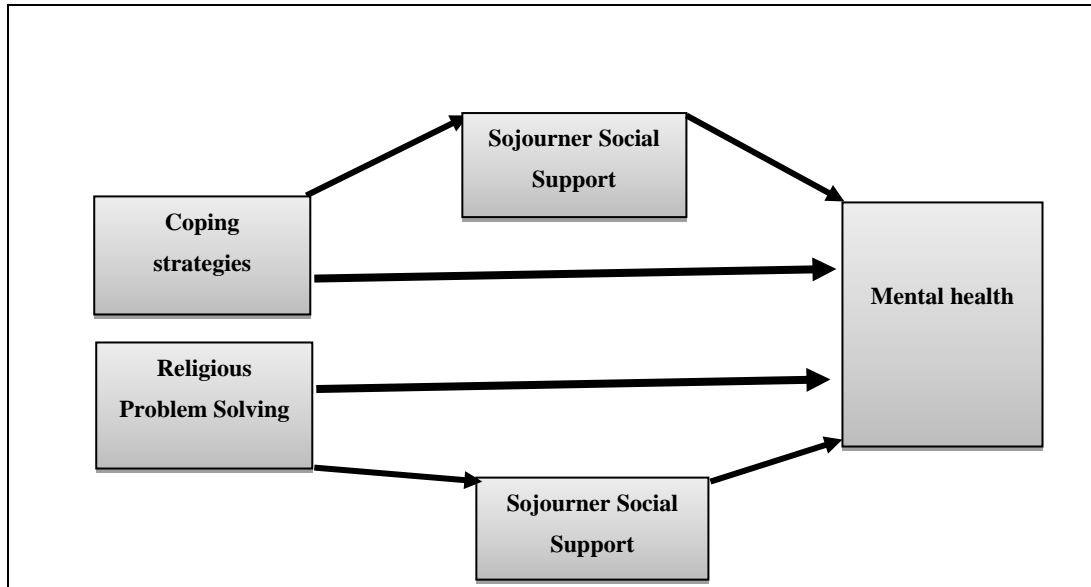 Sojourner Social
Support
Coping
strategies
Mental health
Religious
Problem Solving
Sojourner Social
Support